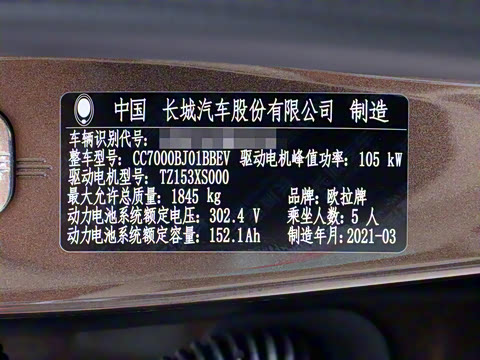 中国 长城汽车股份有限公司 制造
车辆识别代号:
整车型号: CC7000BJ01BBEV 驱动电机峰值功率: 105 kW
驱动电机型号: TZ153XS000
最大允许总质量: 1845 kg 品牌: 欧拉牌
动力电池系统额定电压: 302.4 V 乘坐人数: 5 人
动力电池系统额定容量: 152.1Ah 制造年月: 2021-03